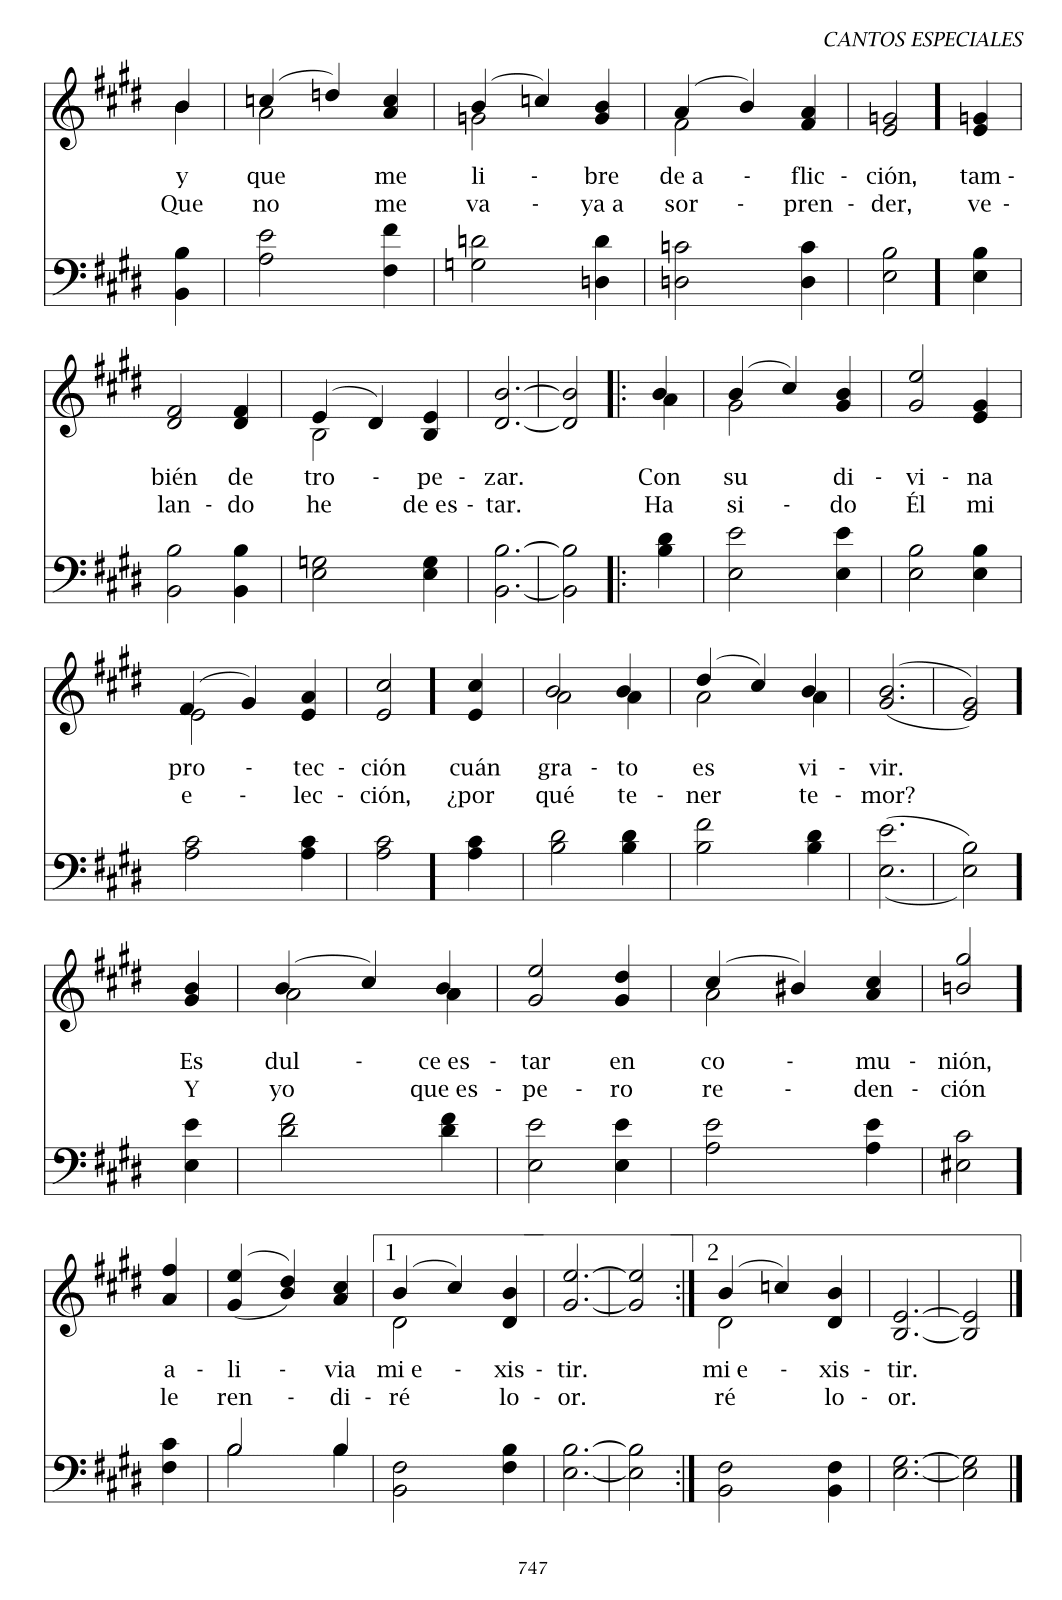 CANTOS ESPECIALES
y que me li - bre de a - flic - ción, tam -
Que no me va - ya a sor - pren - der, ve -
bién de tro - pe - zar. Con su di - vi - na
lan - do he de es - tar. Ha si - do Él mi
pro - tec - ción cuán gra - to es vi - vir.
e - lec - ción, ¿por qué te - ner te - mor?
Es dul - ce es - tar en co - mu - nión,
Y yo que es - pe - ro re - den - ción
1 2
a - li - via mi e - xis - tir. mi e - xis - tir.
le ren - di - ré lo - or. ré lo - or.
747